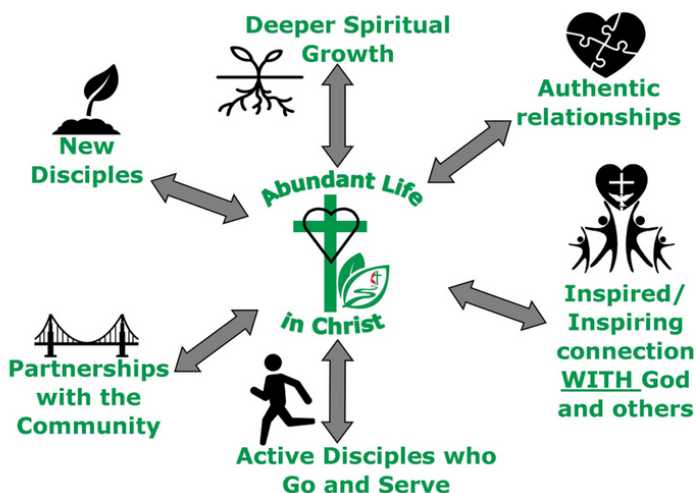 Deeper Spiritual
Growth
Authentic
relationships
New
Disciples
Abundant Life
in Christ
Inspired/
Inspiring
connection
WITH God
and others
Partnerships
with the
Community
Active Disciples who
Go and Serve